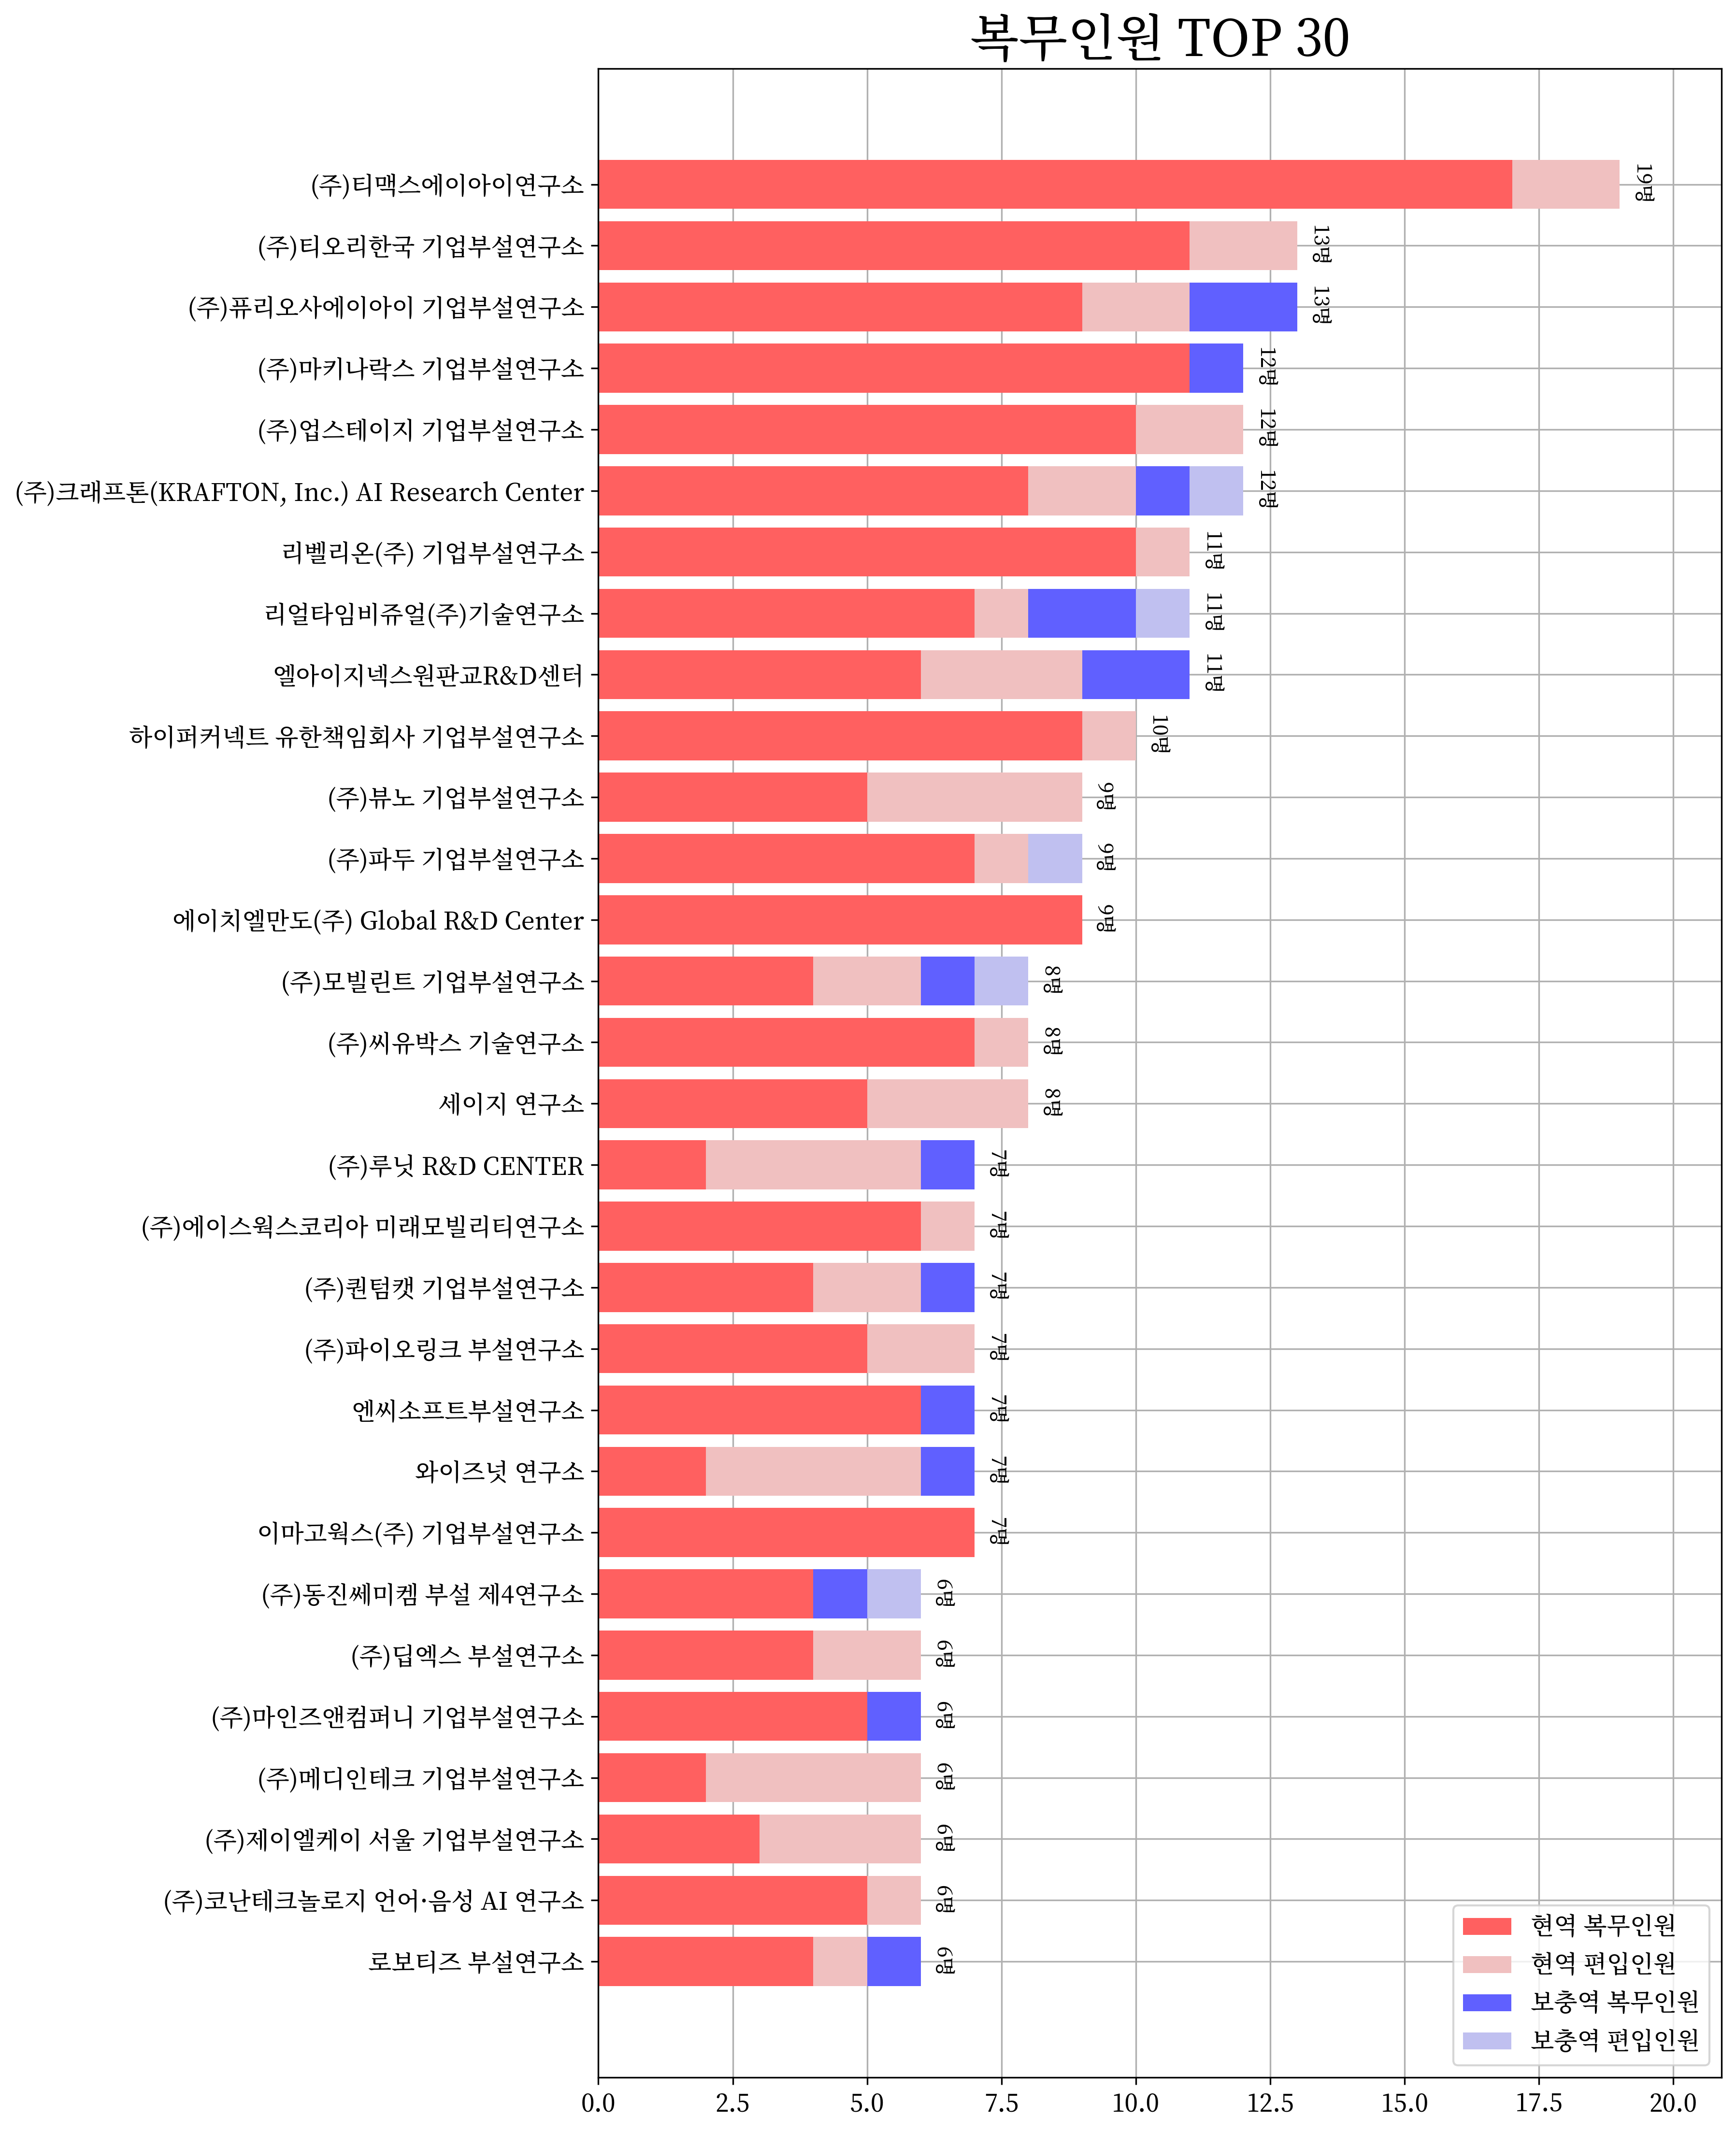 복무인원 TOP 30
(주)티맥스에이아이연구소
19명
(주)티오리한국 기업부설연구소
13명
(주)퓨리오사에이아이 기업부설연구소
13명
(주)마키나락스 기업부설연구소
12명
(주)업스테이지 기업부설연구소
12명
(주)크래프톤(KRAFTON, Inc.) AI Research Center
12명
리벨리온(주) 기업부설연구소
11명
리얼타임비쥬얼(주)기술연구소
11명
엘아이지넥스원판교R&D센터
11명
하이퍼커넥트 유한책임회사 기업부설연구소
10명
(주)뷰노 기업부설연구소
9명
(주)파두 기업부설연구소
9명
에이치엘만도(주) Global R&D Center
9명
(주)모빌린트 기업부설연구소
8명
(주)씨유박스 기술연구소
8명
세이지 연구소
8명
(주)루닛 R&D CENTER
7명
(주)에이스웍스코리아 미래모빌리티연구소
7명
(주)퀀텀캣 기업부설연구소
7명
(주)파이오링크 부설연구소
7명
엔씨소프트부설연구소
7명
와이즈넛 연구소
7명
이마고웍스(주) 기업부설연구소
7명
(주)동진쎄미켐 부설 제4연구소
6명
(주)딥엑스 부설연구소
6명
(주)마인즈앤컴퍼니 기업부설연구소
6명
(주)메디인테크 기업부설연구소
6명
(주)제이엘케이 서울 기업부설연구소
6명
(주)코난테크놀로지 언어·음성 AI 연구소
6명
로보티즈 부설연구소
6명
현역 복무인원
현역 편입인원
보충역 복무인원
보충역 편입인원
0.0 2.5 5.0 7.5 10.0 12.5 15.0 17.5 20.0